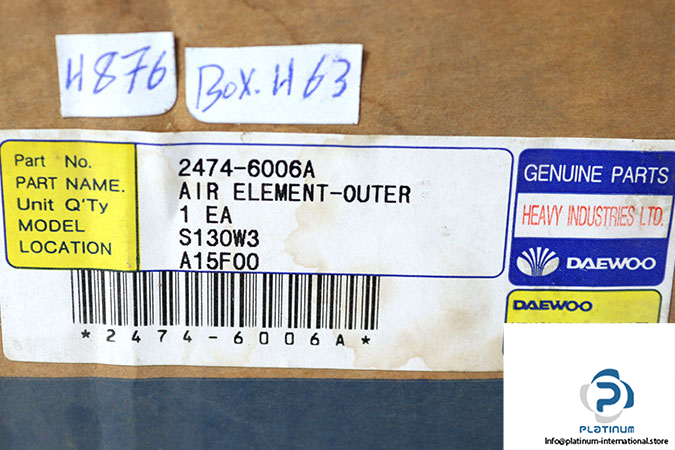 H876
Box.H63
Part No. 2474-6006A
PART NAME. AIR ELEMENT-OUTER
Unit Q'Ty 1 EA
MODEL S130W3
LOCATION A15F00
*2474-6006A*
GENUINE PARTS
HEAVY INDUSTRIES LTD.
DAEWOO
DAEWOO
PLATINUM
Info@platinum-international.store